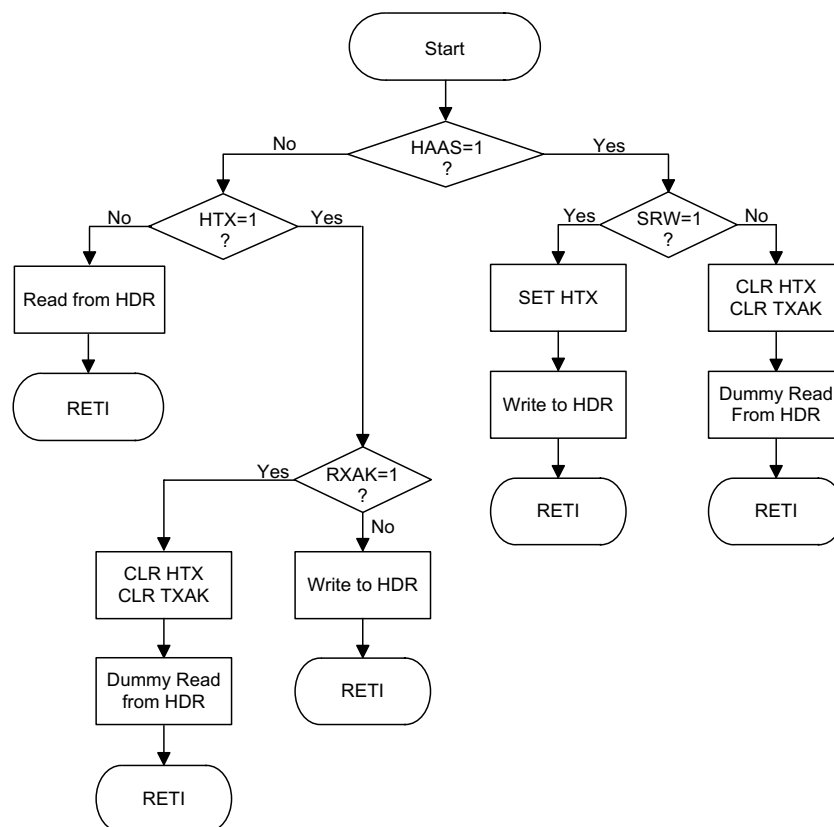 Start
No
HAAS=1
?
Yes
No
HTX=1
?
Yes
Yes
SRW=1
?
No
Read from HDR
SET HTX
CLR HTX
CLR TXAK
RETI
Write to HDR
Dummy Read
From HDR
Yes
RXAK=1
?
No
RETI
RETI
CLR HTX
CLR TXAK
Write to HDR
Dummy Read
from HDR
RETI
RETI